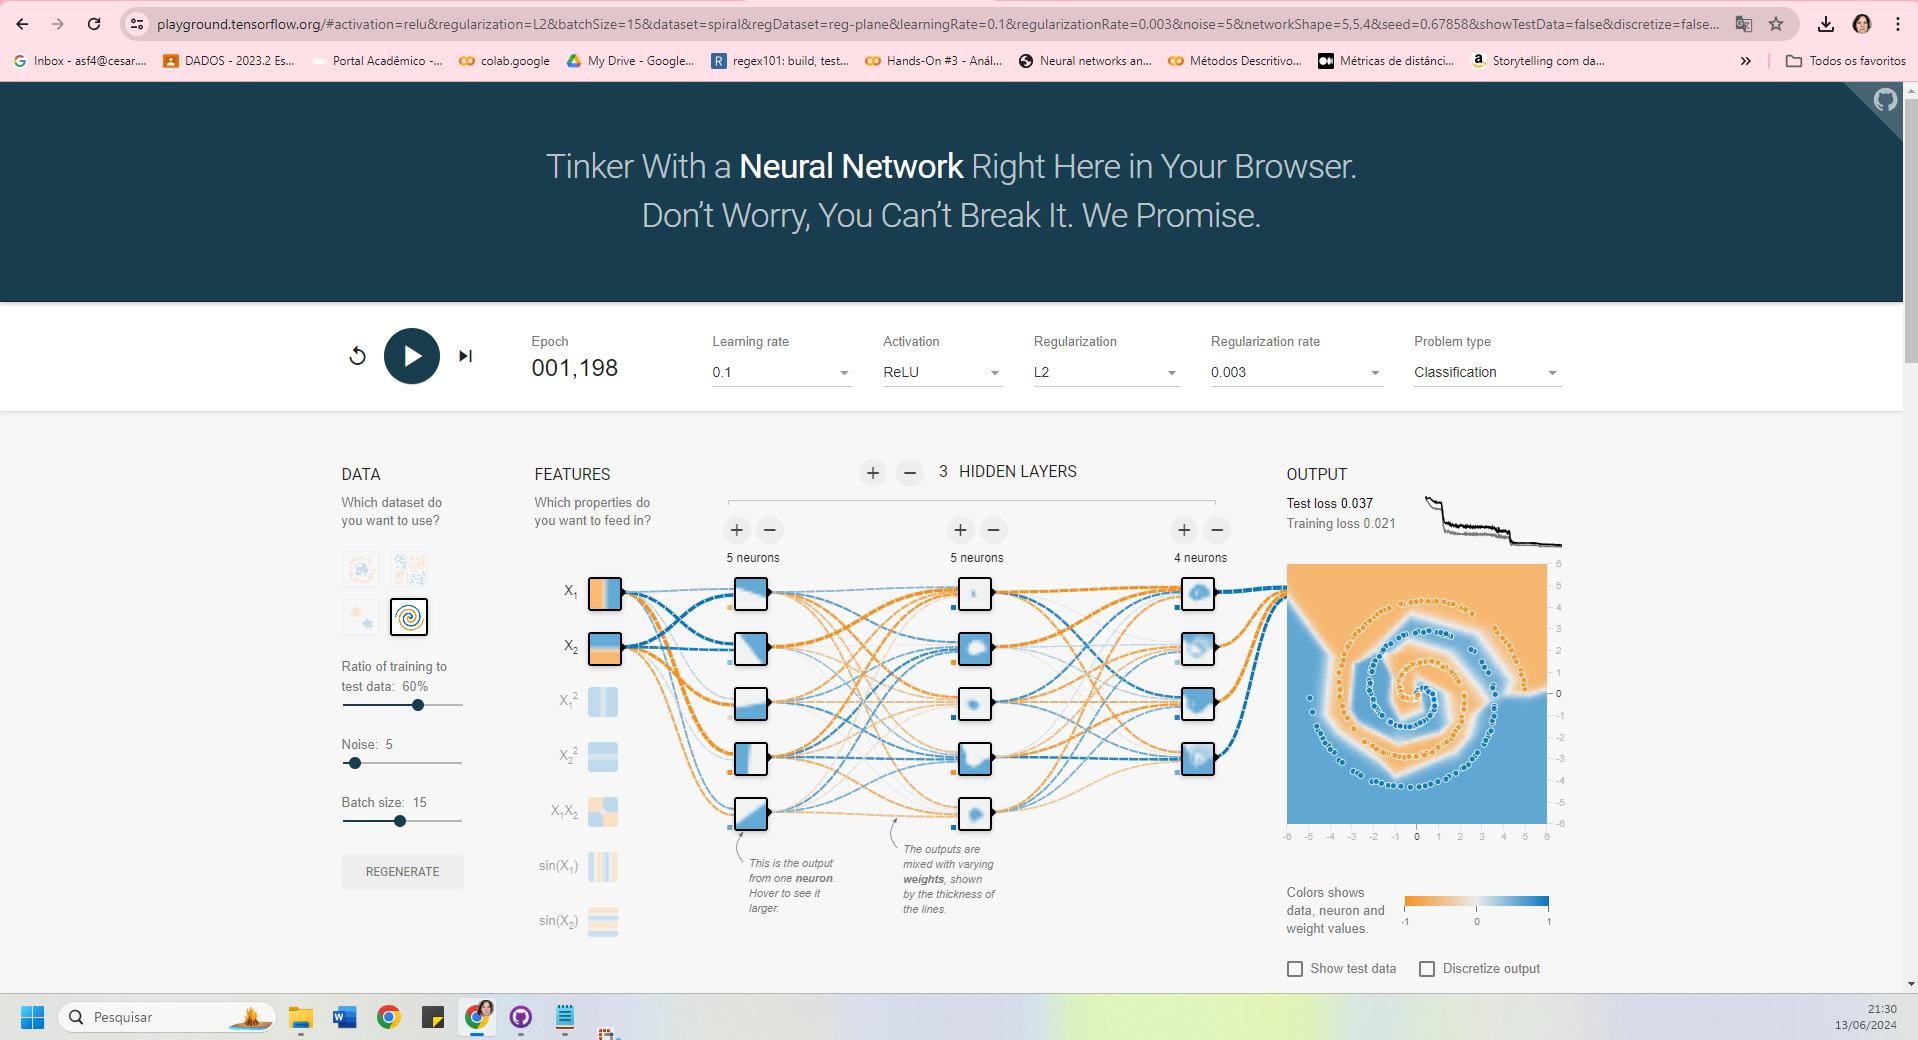 playground.tensorflow.org/#activation=relu&regularization=L2&batchSize=15&dataset=spiral&regDataset=reg-plane&learningRate=0.1&regularizationRate=0.003&noise=5&networkShape=5,5,4&seed=0.67858&showTestData=false&discretize=false...
Inbox - asf4@cesar....
DADOS - 2023.2 Es...
Portal Acadêmico -...
colab.google
My Drive - Google...
regex101: build, test...
Hands-On #3 - Anál...
Neural networks an...
Métodos Descritivo...
Métricas de distânci...
Storytelling com da...
»
Todos os favoritos
Tinker With a Neural Network Right Here in Your Browser.
Don't Worry, You Can't Break It. We Promise.
Epoch
001,198
Learning rate
0.1
Activation
ReLU
Regularization
L2
Regularization rate
0.003
Problem type
Classification
DATA
Which dataset do
you want to use?
Ratio of training to
test data: 60%
Noise: 5
Batch size: 15
REGENERATE
FEATURES
Which properties do
you want to feed in?
X1
X2
X1²
X2²
X1X2
sin(X1)
sin(X2)
+ − 3 HIDDEN LAYERS
+ −
5 neurons
+ −
5 neurons
+ −
4 neurons
This is the output
from one neuron.
Hover to see it
larger.
The outputs are
mixed with varying
weights, shown
by the thickness of
the lines.
OUTPUT
Test loss 0.037
Training loss 0.021
6
5
4
3
2
1
0
-1
-2
-3
-4
-5
-6
-6 -5 -4 -3 -2 -1 0 1 2 3 4 5 6
Colors shows
data, neuron and
weight values.
-1 0 1
Show test data
Discretize output
Pesquisar
21:30
13/06/2024